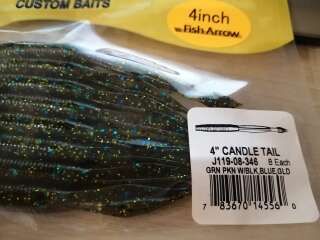 CUSTOM BAITS
4inch
by Fish Arrow
4" CANDLE TAIL
J119-08-346 8 Each
GRN PKN W/BLK,BLUE,GLD
7 83670 14556 0